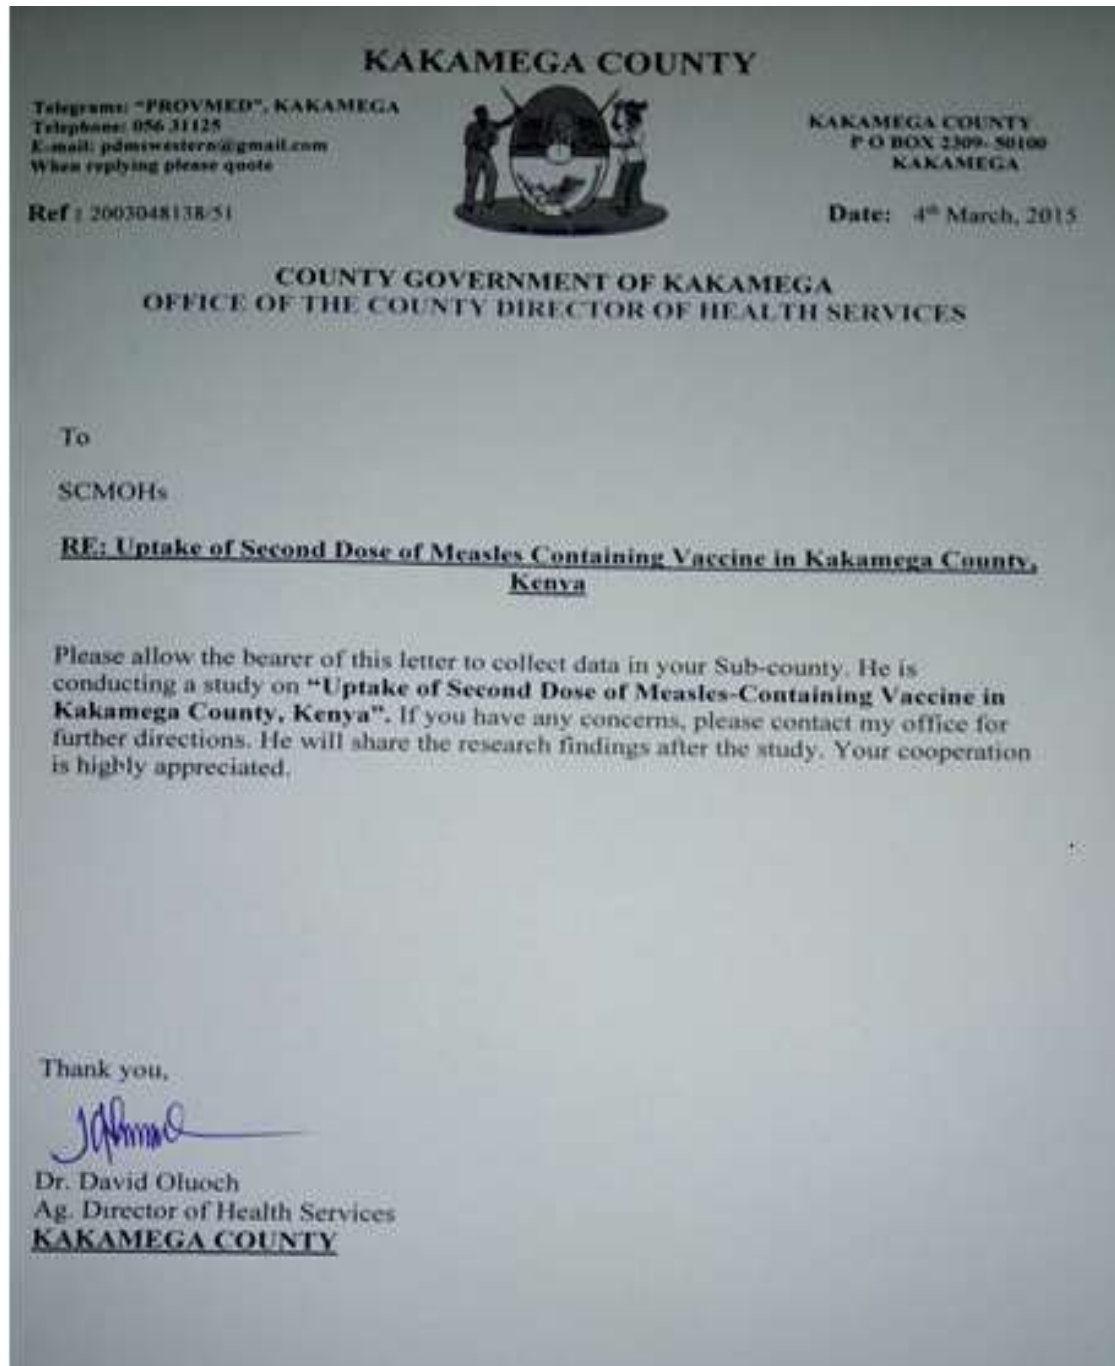 KAKAMEGA COUNTY
Telegrams: "PROVMED", KAKAMEGA
Telephone: 056 31125
E-mail: pdmswestern@gmail.com
When replying please quote
KAKAMEGA COUNTY
P O BOX 2309- 50100
KAKAMEGA
Ref : 2003048138/51
Date: 4th March, 2015
COUNTY GOVERNMENT OF KAKAMEGA
OFFICE OF THE COUNTY DIRECTOR OF HEALTH SERVICES
To
SCMOHs
RE: Uptake of Second Dose of Measles Containing Vaccine in Kakamega County,
Kenya
Please allow the bearer of this letter to collect data in your Sub-county. He is
conducting a study on "Uptake of Second Dose of Measles-Containing Vaccine in
Kakamega County, Kenya". If you have any concerns, please contact my office for
further directions. He will share the research findings after the study. Your cooperation
is highly appreciated.
Thank you,
Dr. David Oluoch
Ag. Director of Health Services
KAKAMEGA COUNTY